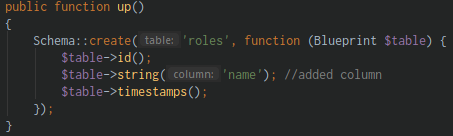 public function up()
{
Schema::create( table: 'roles', function (Blueprint $table) {
$table->id();
$table->string( column: 'name'); //added column
$table->timestamps();
});
}